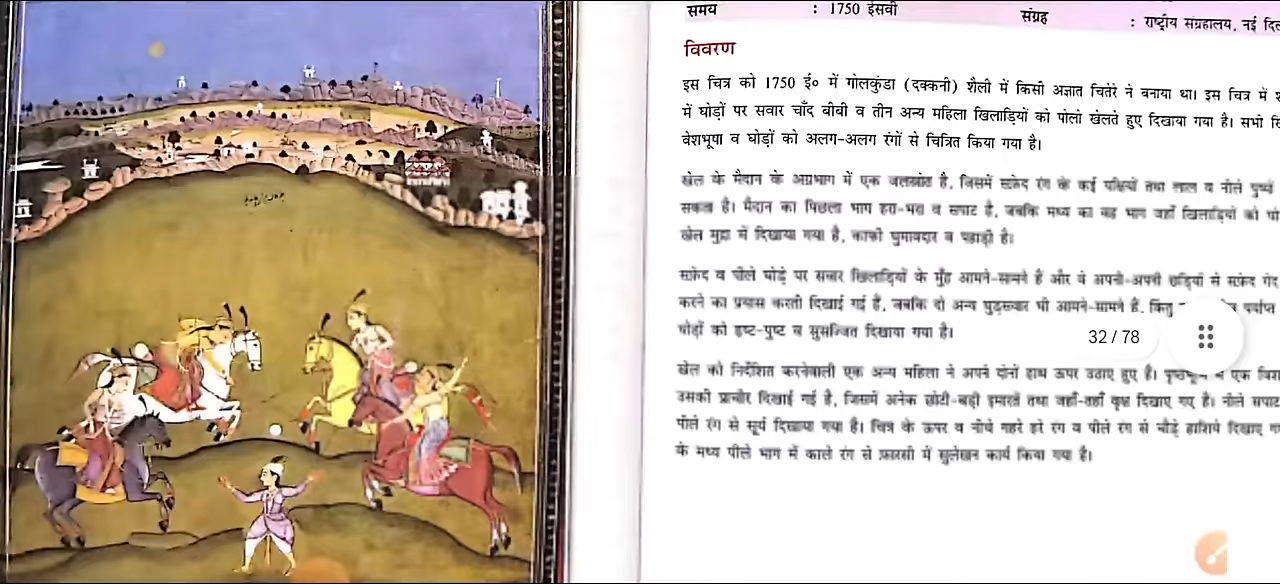 समय : 1750 ईसवी संग्रह : राष्ट्रीय संग्रहालय, नई
विवरण
इस चित्र को 1750 ई० में गोलकुंडा (दक्कनी) शैली में किसी अज्ञात चितेरे ने बनाया था। इस चित्र में
में घोड़ों पर सवार चाँद बीबी व तीन अन्य महिला खिलाड़ियों को पोलो खेलते हुए दिखाया गया है। सभी
वेशभूषा व घोड़ों को अलग-अलग रंगों से चित्रित किया गया है।
खेल के मैदान के अग्रभाग में एक जलस्रोत है, जिसमें सफ़ेद रंग के कई पक्षियों तथा लाल व नीले पुष्पों
सकता है। मैदान का पिछला भाग हरा-भरा व सपाट है, जबकि मध्य का वह भाग जहाँ खिलाड़ियों को
खेल मुद्रा में दिखाया गया है, काफ़ी घुमावदार व पहाड़ी है।
सफ़ेद व पीले घोड़े पर सवार खिलाड़ियों के मुँह आमने-सामने हैं और वे अपनी-अपनी छड़ियों से सफ़ेद गेंद
करने का प्रयास करती दिखाई गई हैं, जबकि दो अन्य घुड़सवार भी आमने-सामने हैं, किंतु पर्याप्त
घोड़ों को हृष्ट-पुष्ट व सुसज्जित दिखाया गया है।
32 / 78
खेल को निर्देशित करनेवाली एक अन्य महिला ने अपने दोनों हाथ ऊपर उठाए हुए हैं। एक
उसकी प्राचीर दिखाई गई है, जिसमें अनेक छोटी-बड़ी इमारतें तथा जहाँ-तहाँ वृक्ष दिखाए गए हैं। नीले सपाट
पीले रंग से सूर्य दिखाया गया है। चित्र के ऊपर व नीचे गहरे हरे रंग व पीले रंग से चौड़े हाशिये दिखाए
के मध्य पीले भाग में काले रंग से फ़ारसी में सुलेखन कार्य किया गया है।